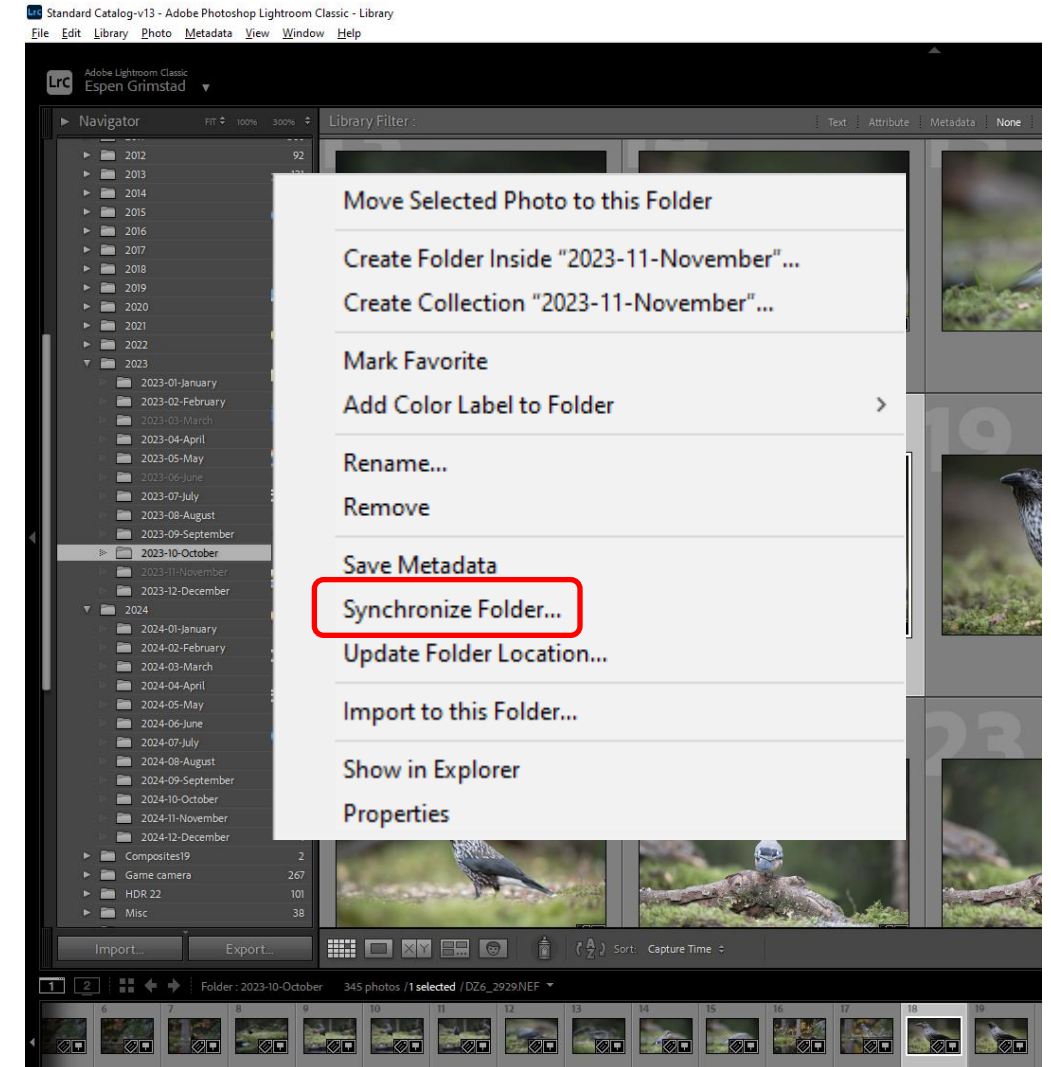 Lrc Standard Catalog-v13 - Adobe Photoshop Lightroom Classic - Library
File Edit Library Photo Metadata View Window Help
Lrc Adobe Lightroom Classic
Espen Grimstad
Navigator FIT 100% 300%
Library Filter : Text Attribute Metadata None
2012 92
2013
2014
2015
2016
2017
2018
2019
2020
2021
2022
2023
2023-01-January
2023-02-February
2023-03-March
2023-04-April
2023-05-May
2023-06-June
2023-07-July
2023-08-August
2023-09-September
2023-10-October
2023-11-November
2023-12-December
2024
2024-01-January
2024-02-February
2024-03-March
2024-04-April
2024-05-May
2024-06-June
2024-07-July
2024-08-August
2024-09-September
2024-10-October
2024-11-November
2024-12-December
Composites19 2
Game camera 267
HDR 22 101
Misc 38
Move Selected Photo to this Folder
Create Folder Inside “2023-11-November”...
Create Collection “2023-11-November”...
Mark Favorite
Add Color Label to Folder
Rename...
Remove
Save Metadata
Synchronize Folder...
Update Folder Location...
Import to this Folder...
Show in Explorer
Properties
19
23
Import... Export...
XY A Z Sort: Capture Time
1 2 Folder : 2023-10-October 345 photos / 1 selected / DZ6_2929.NEF
6 7 8 9 10 11 12 13 14 15 16 17 18 19